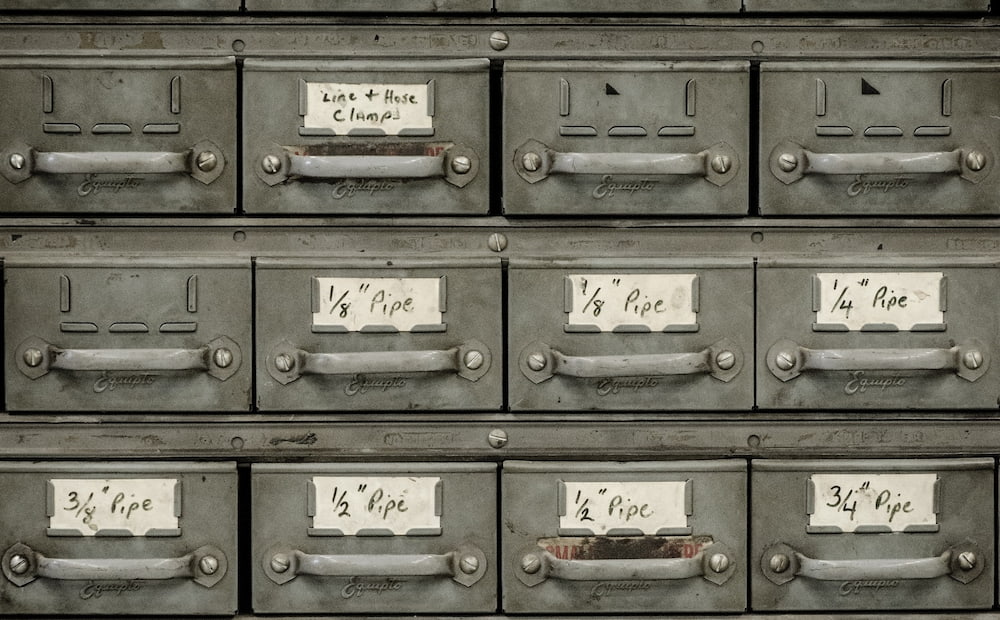 Line + Hose
Clamps
Equipto
Equipto
Equipto
Equipto
1/8" Pipe
1/8" Pipe
1/4 " Pipe
Equipto
Equipto
Equipto
Equipto
3/8" Pipe
1/2" Pipe
1/2" Pipe
3/4" Pipe
Equipto
Equipto
Equipto
Equipto